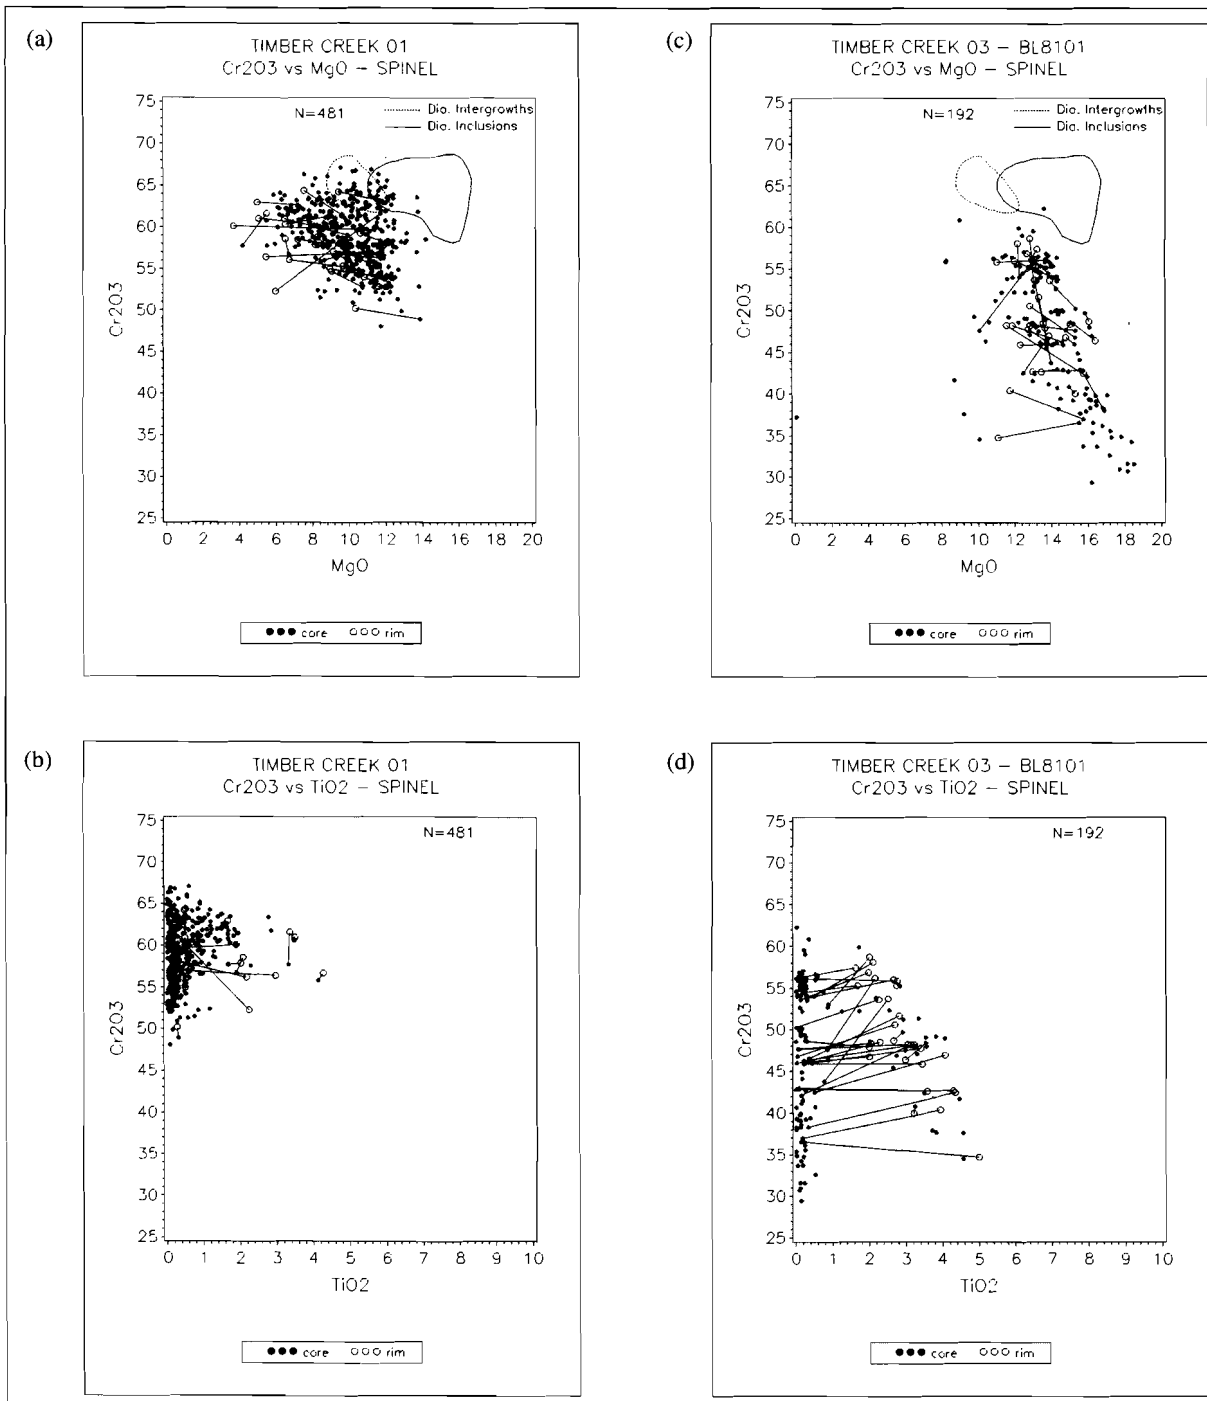 (a)
TIMBER CREEK 01
Cr2O3 vs MgO – SPINEL
N=481
Dia. Intergrowths
Dia. Inclusions
75
70
65
60
55
50
45
40
35
30
25
Cr2O3
0 2 4 6 8 10 12 14 16 18 20
MgO
core rim
(c)
TIMBER CREEK 03 – BL8101
Cr2O3 vs MgO – SPINEL
N=192
Dia. Intergrowths
Dia. Inclusions
75
70
65
60
55
50
45
40
35
30
25
Cr2O3
0 2 4 6 8 10 12 14 16 18 20
MgO
core rim
(b)
TIMBER CREEK 01
Cr2O3 vs TiO2 – SPINEL
N=481
75
70
65
60
55
50
45
40
35
30
25
Cr2O3
0 1 2 3 4 5 6 7 8 9 10
TiO2
core rim
(d)
TIMBER CREEK 03 – BL8101
Cr2O3 vs TiO2 – SPINEL
N=192
75
70
65
60
55
50
45
40
35
30
25
Cr2O3
0 1 2 3 4 5 6 7 8 9 10
TiO2
core rim